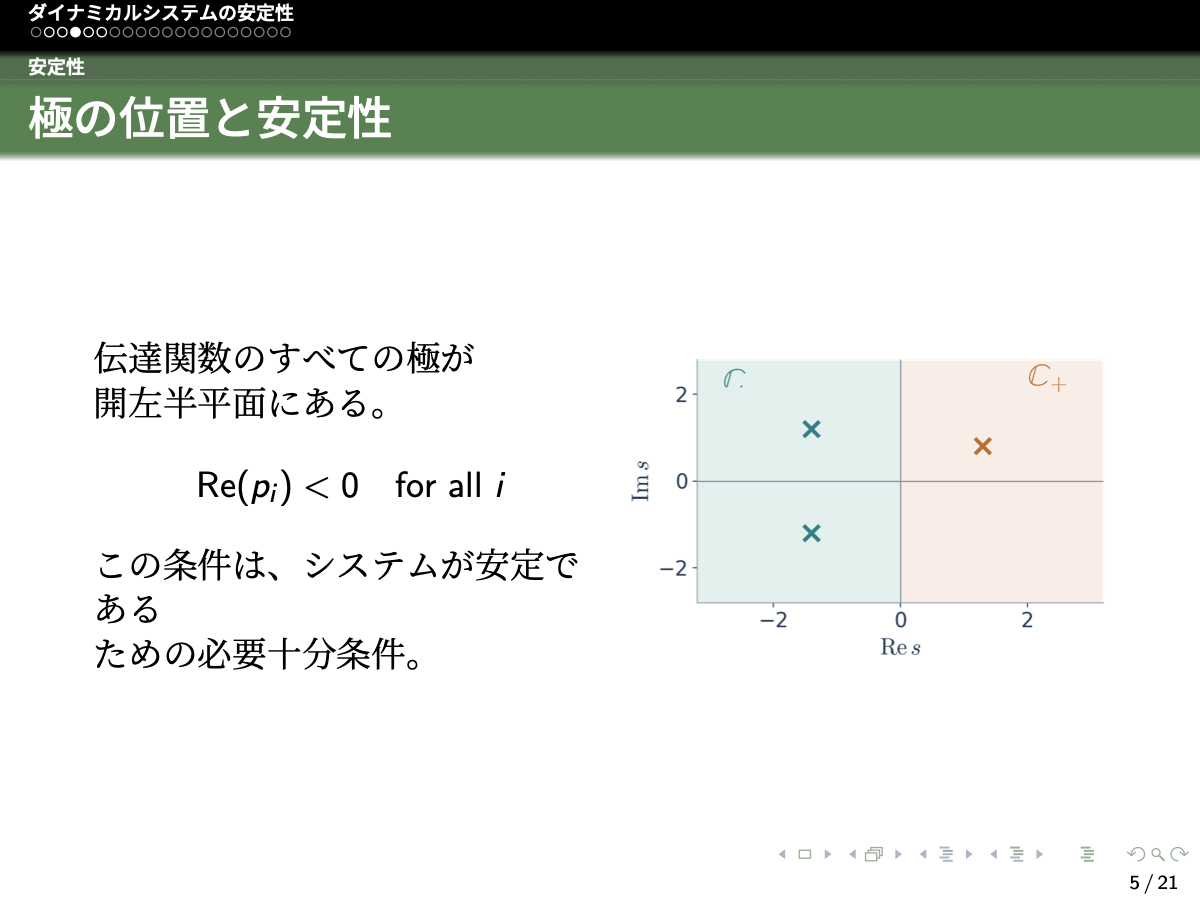 ダイナミカルシステムの安定性
安定性
極の位置と安定性
伝達関数のすべての極が
開左半平面にある。
Re(pᵢ) < 0 for all i
この条件は、システムが安定で
ある
ための必要十分条件。
ℂ₋
ℂ₊
2
0
−2
Im s
−2 0 2
Re s
5 / 21